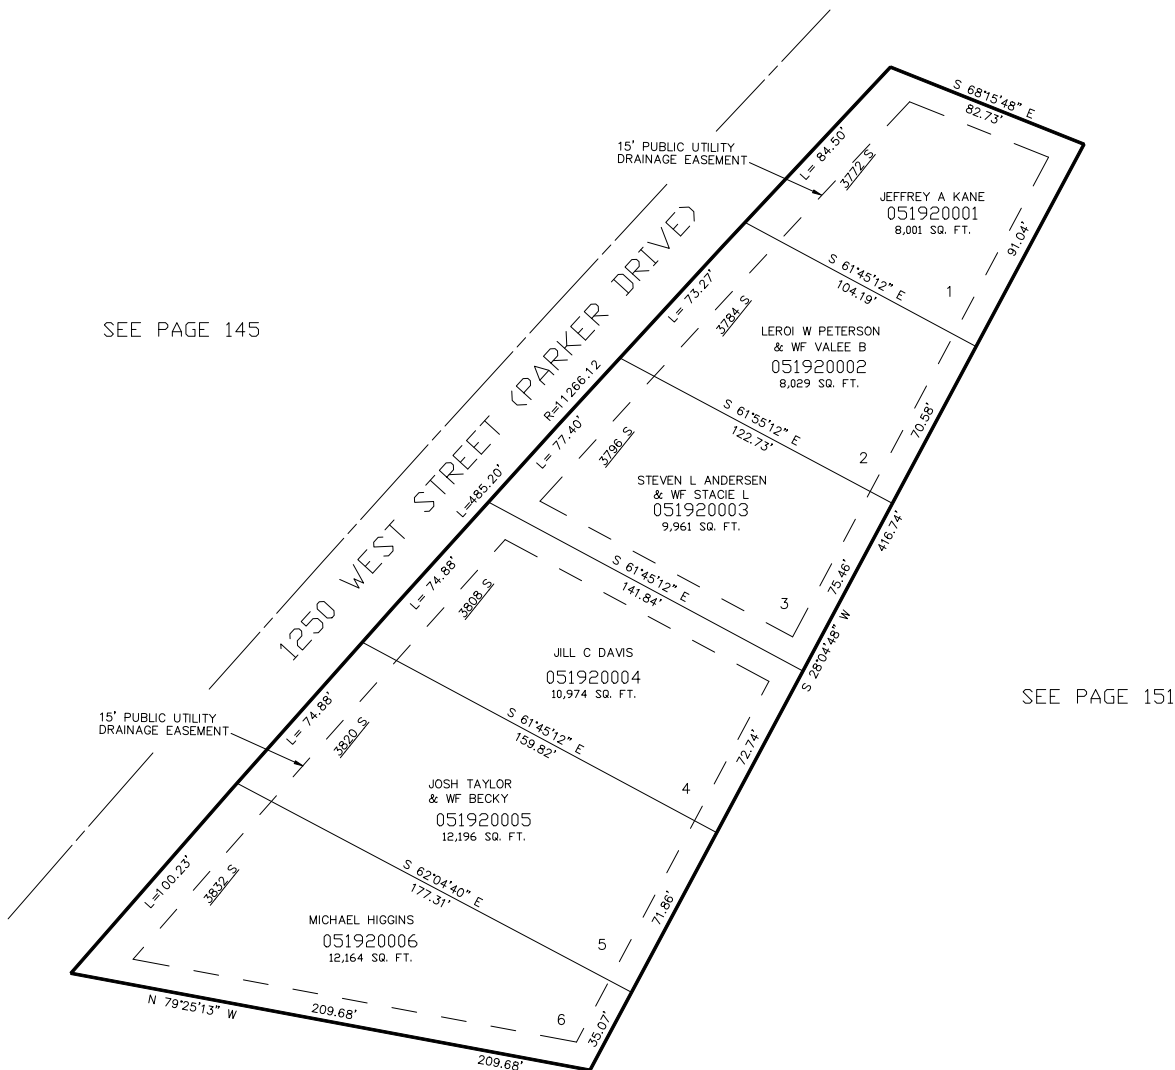 S 68°15'48" E
82.73'
L= 84.50'
15' PUBLIC UTILITY
DRAINAGE EASEMENT
3772 S
JEFFREY A KANE
051920001
8,001 SQ. FT.
91.04'
S 61°45'12" E
104.19'
1
L= 73.27'
3784 S
LEROI W PETERSON
& WF VALEE B
051920002
8,029 SQ. FT.
70.58'
SEE PAGE 145
1250 WEST STREET (PARKER DRIVE)
R=11266.12
S 61°55'12" E
122.73'
2
L= 77.40'
3796 S
STEVEN L ANDERSEN
& WF STACIE L
051920003
9,961 SQ. FT.
L=485.20'
416.74'
75.46'
S 61°45'12" E
141.84'
3
S 28°04'48" W
L= 74.88'
3808 S
JILL C DAVIS
051920004
10,974 SQ. FT.
SEE PAGE 151
72.74'
S 61°45'12" E
159.82'
4
L= 74.88'
15' PUBLIC UTILITY
DRAINAGE EASEMENT
3820 S
JOSH TAYLOR
& WF BECKY
051920005
12,196 SQ. FT.
71.86'
S 62°04'40" E
177.31'
5
L=100.23'
3832 S
MICHAEL HIGGINS
051920006
12,164 SQ. FT.
35.07'
6
N 79°25'13" W
209.68'
209.68'